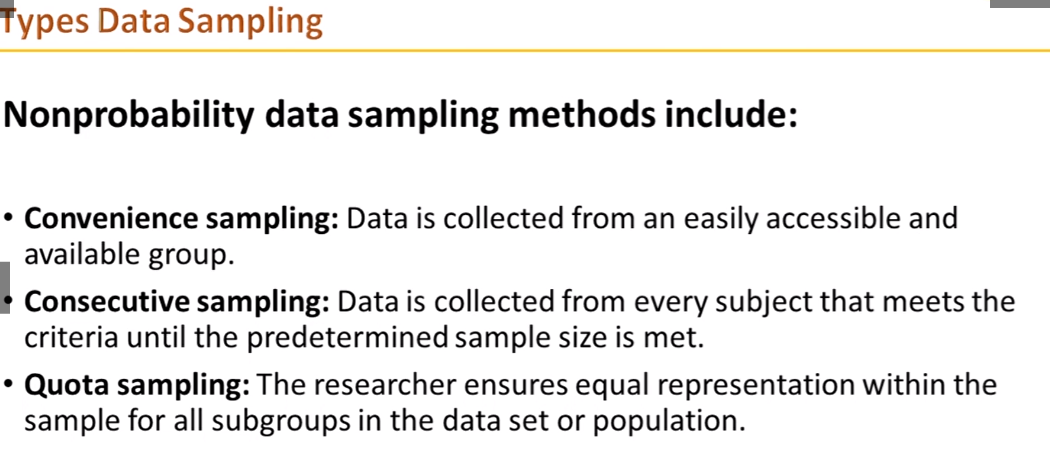 Types Data Sampling
Nonprobability data sampling methods include:
• Convenience sampling: Data is collected from an easily accessible and
available group.
• Consecutive sampling: Data is collected from every subject that meets the
criteria until the predetermined sample size is met.
• Quota sampling: The researcher ensures equal representation within the
sample for all subgroups in the data set or population.